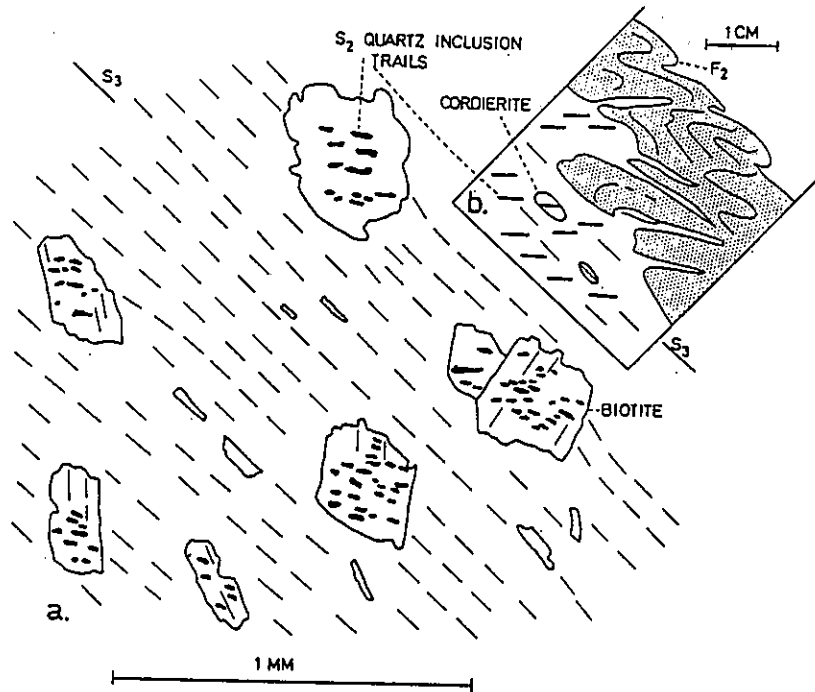 S2 QUARTZ INCLUSION
TRAILS
1 CM
F2
S3
CORDIERITE
b.
S3
BIOTITE
a.
1 MM